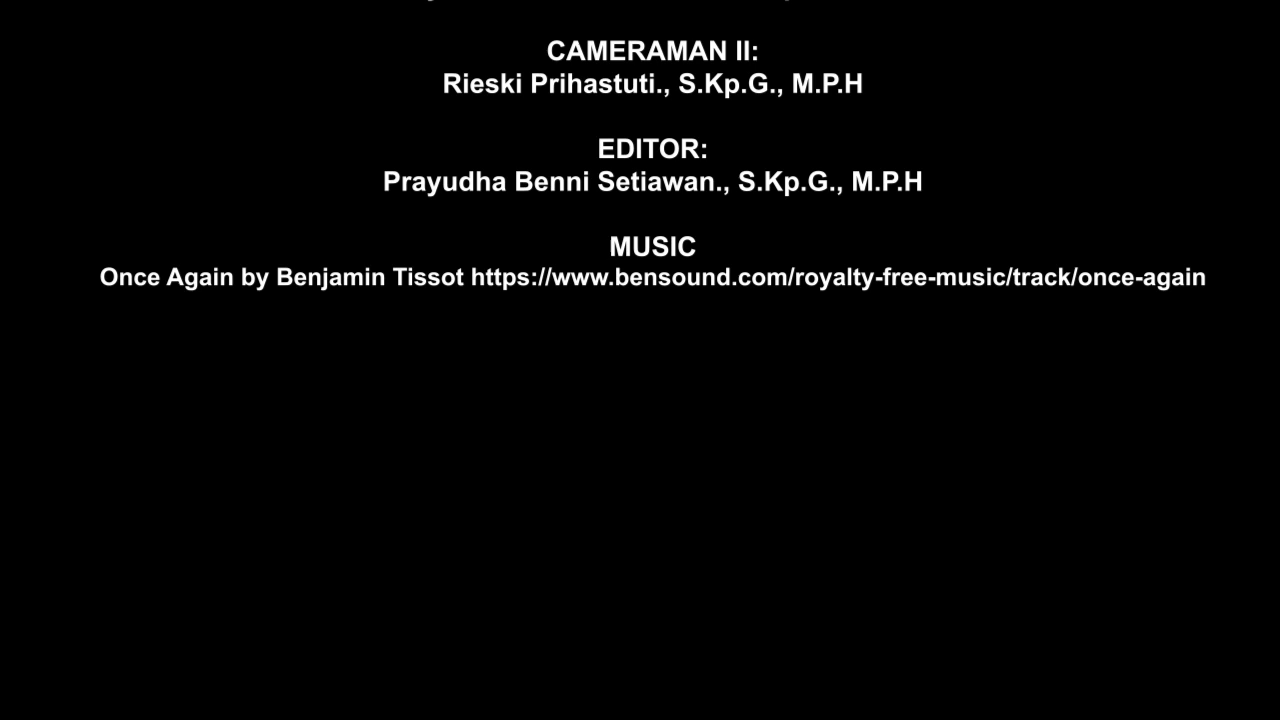 CAMERAMAN II:
Rieski Prihastuti., S.Kp.G., M.P.H
EDITOR:
Prayudha Benni Setiawan., S.Kp.G., M.P.H
MUSIC
Once Again by Benjamin Tissot https://www.bensound.com/royalty-free-music/track/once-again